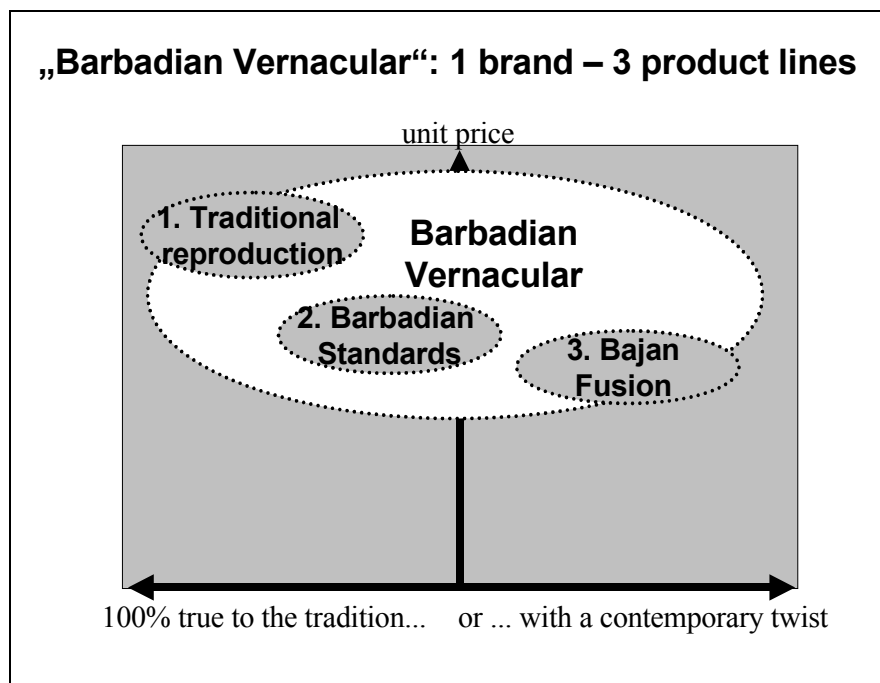 „Barbadian Vernacular“: 1 brand – 3 product lines
unit price
1. Traditional
reproduction
Barbadian
Vernacular
2. Barbadian
Standards
3. Bajan
Fusion
100% true to the tradition... or ... with a contemporary twist